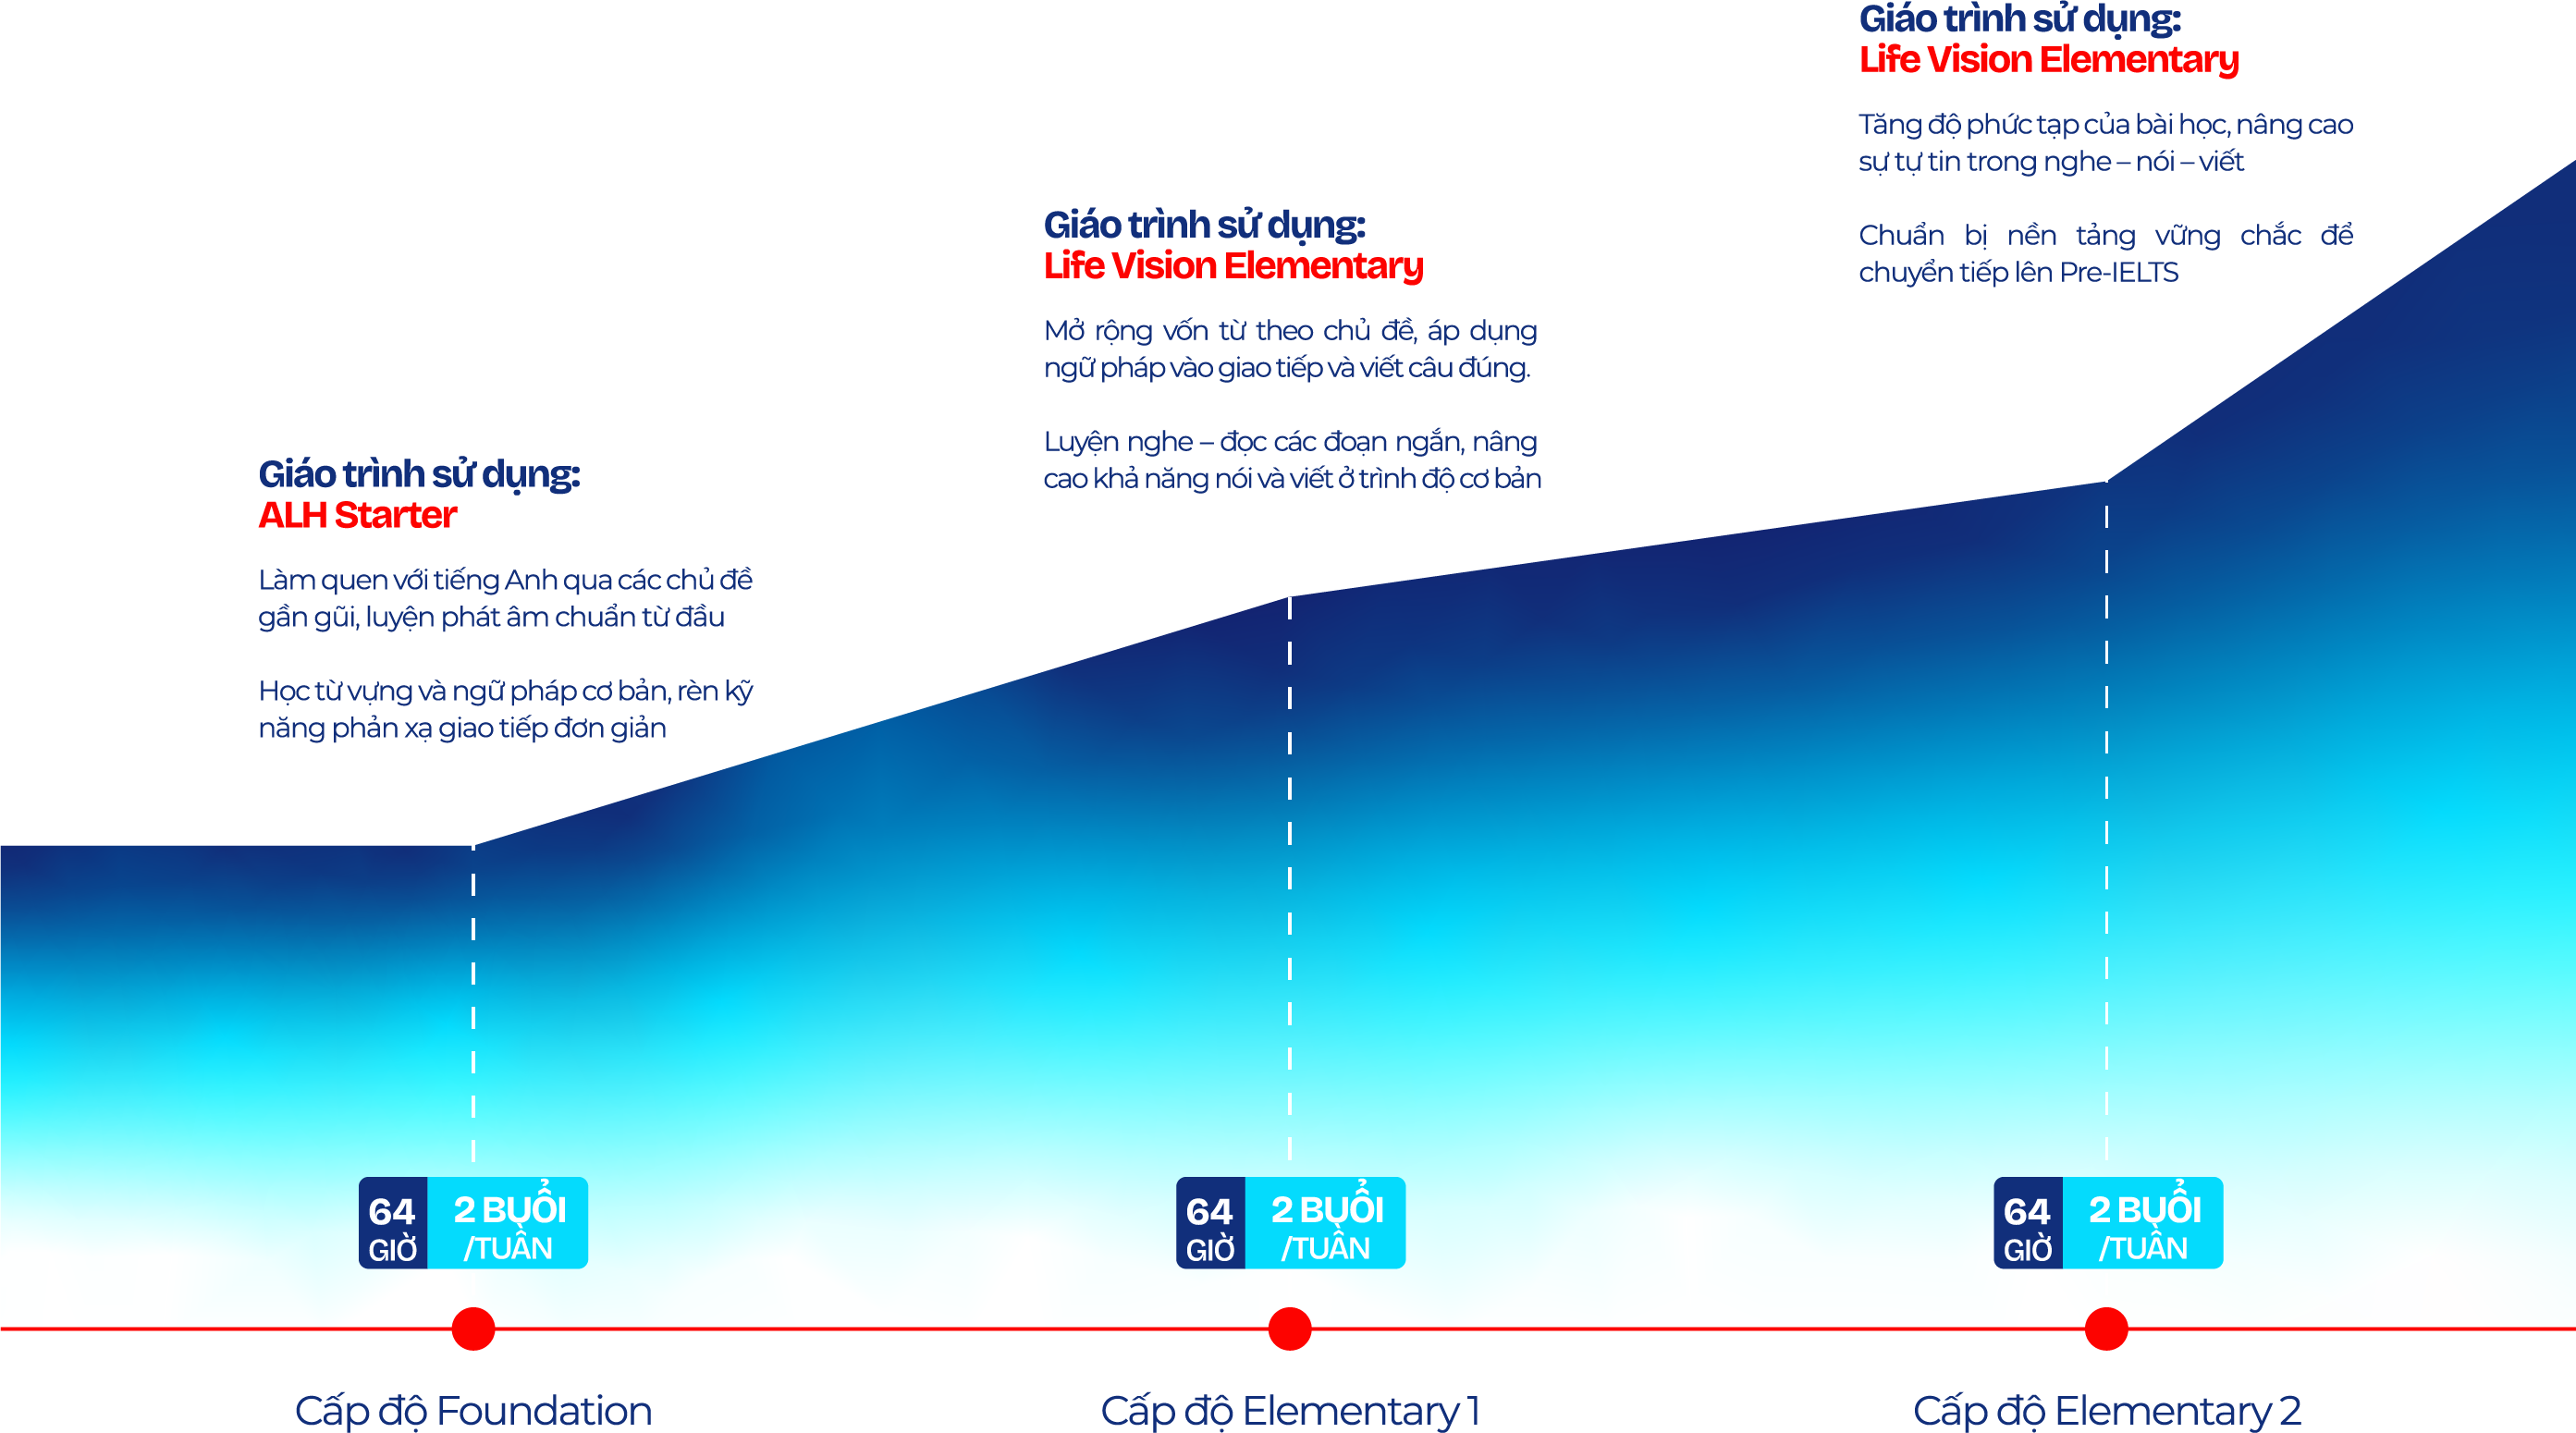 Giáo trình sử dụng:
Life Vision Elementary
Tăng độ phức tạp của bài học, nâng cao
sự tự tin trong nghe – nói – viết
Chuẩn bị nền tảng vững chắc để
chuyển tiếp lên Pre-IELTS
Giáo trình sử dụng:
Life Vision Elementary
Mở rộng vốn từ theo chủ đề, áp dụng
ngữ pháp vào giao tiếp và viết câu đúng.
Luyện nghe – đọc các đoạn ngắn, nâng
cao khả năng nói và viết ở trình độ cơ bản
Giáo trình sử dụng:
ALH Starter
Làm quen với tiếng Anh qua các chủ đề
gần gũi, luyện phát âm chuẩn từ đầu
Học từ vựng và ngữ pháp cơ bản, rèn kỹ
năng phản xạ giao tiếp đơn giản
64
GIỜ
2 BUỔI
/TUẦN
64
GIỜ
2 BUỔI
/TUẦN
64
GIỜ
2 BUỔI
/TUẦN
Cấp độ Foundation
Cấp độ Elementary 1
Cấp độ Elementary 2